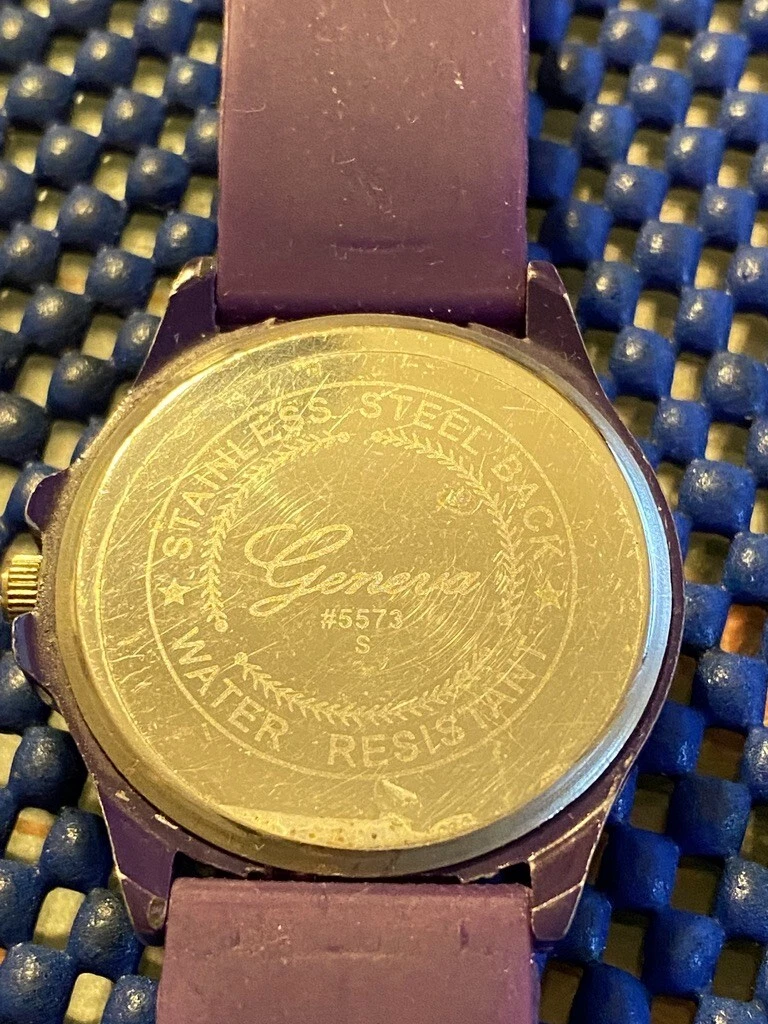 STAINLESS STEEL BACK
Geneva
#5573
S
WATER RESISTANT